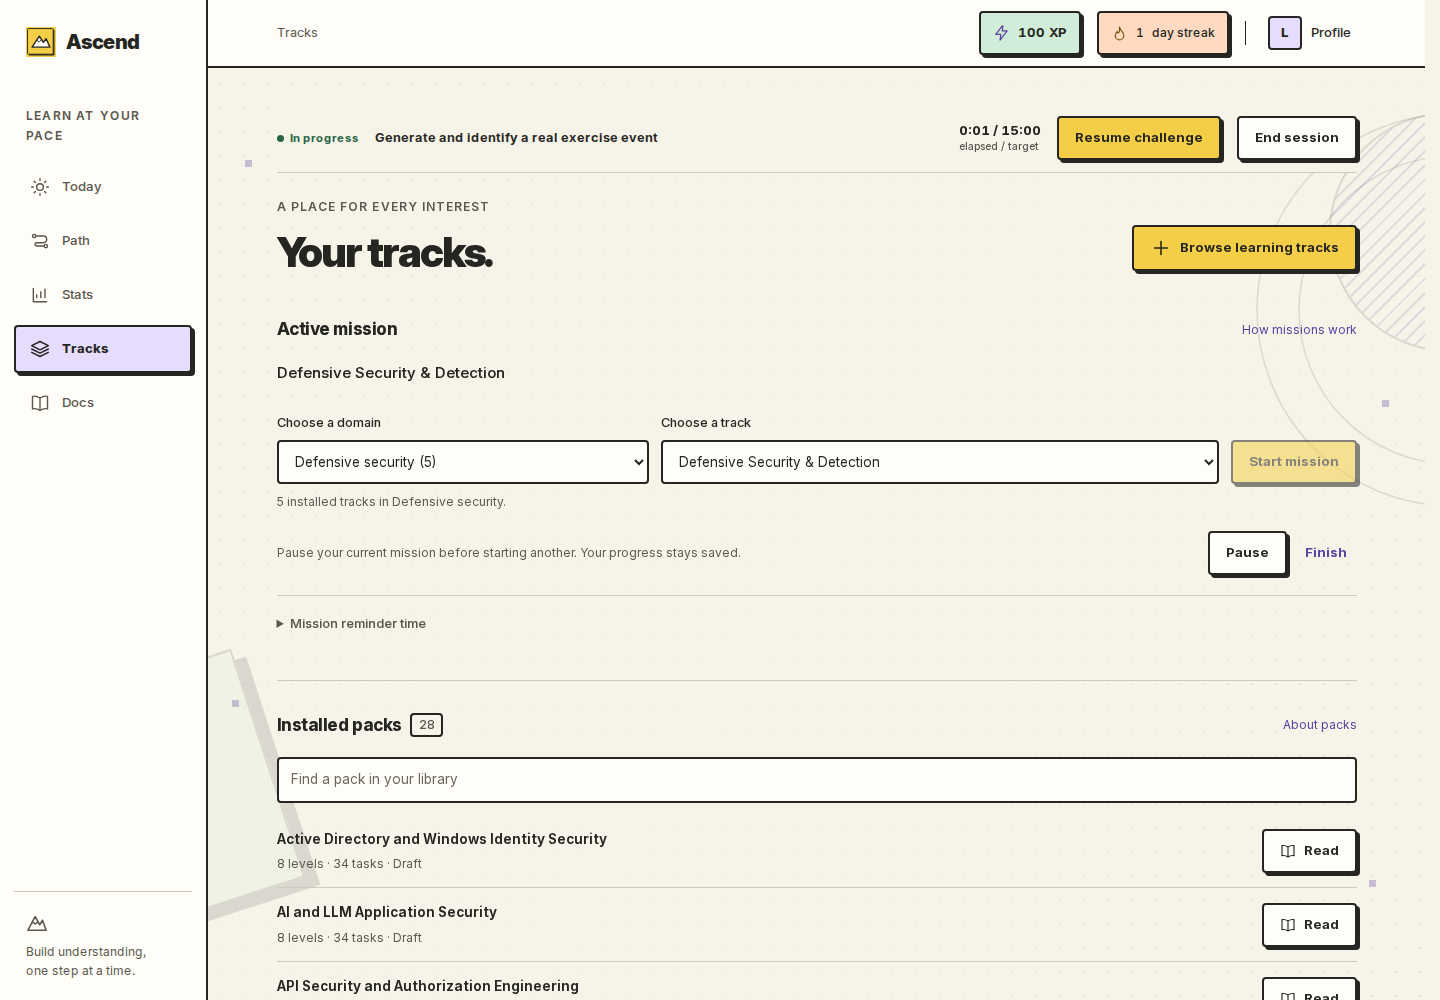 Ascend
LEARN AT YOUR
PACE
Today
Path
Stats
Tracks
Docs
Build understanding,
one step at a time.
Tracks
100 XP
1 day streak
L
Profile
In progress
Generate and identify a real exercise event
0:01 / 15:00
elapsed / target
Resume challenge
End session
A PLACE FOR EVERY INTEREST
Your tracks.
Browse learning tracks
Active mission
How missions work
Defensive Security & Detection
Choose a domain
Choose a track
Defensive security (5)
Defensive Security & Detection
Start mission
5 installed tracks in Defensive security.
Pause your current mission before starting another. Your progress stays saved.
Pause
Finish
Mission reminder time
Installed packs 28
About packs
Find a pack in your library
Active Directory and Windows Identity Security
8 levels · 34 tasks · Draft
Read
AI and LLM Application Security
8 levels · 34 tasks · Draft
Read
API Security and Authorization Engineering
Read